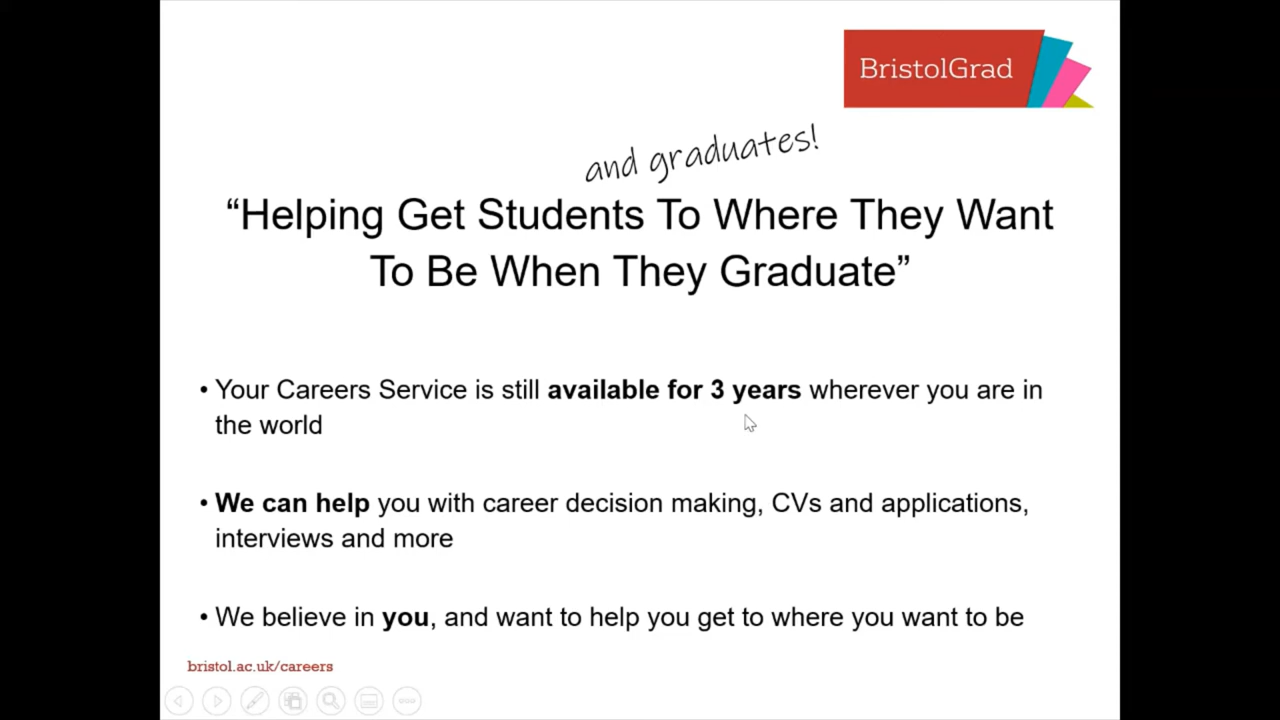 BristolGrad
and graduates!
“Helping Get Students To Where They Want
To Be When They Graduate”
• Your Careers Service is still available for 3 years wherever you are in
the world
• We can help you with career decision making, CVs and applications,
interviews and more
• We believe in you, and want to help you get to where you want to be
bristol.ac.uk/careers